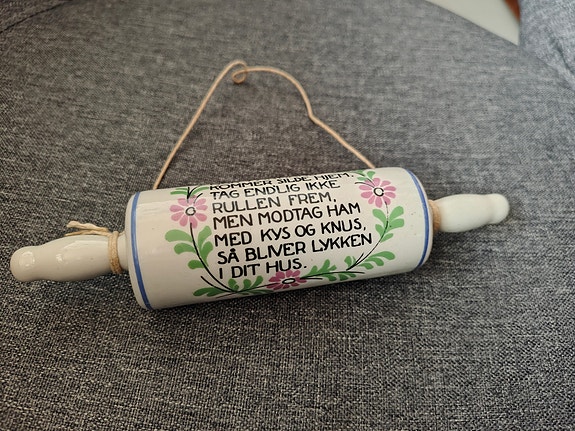 KOMMER SILDE HJEM,
TAG ENDLIG IKKE
RULLEN FREM,
MEN MODTAG HAM
MED KYS OG KNUS,
SÅ BLIVER LYKKEN
I DIT HUS.